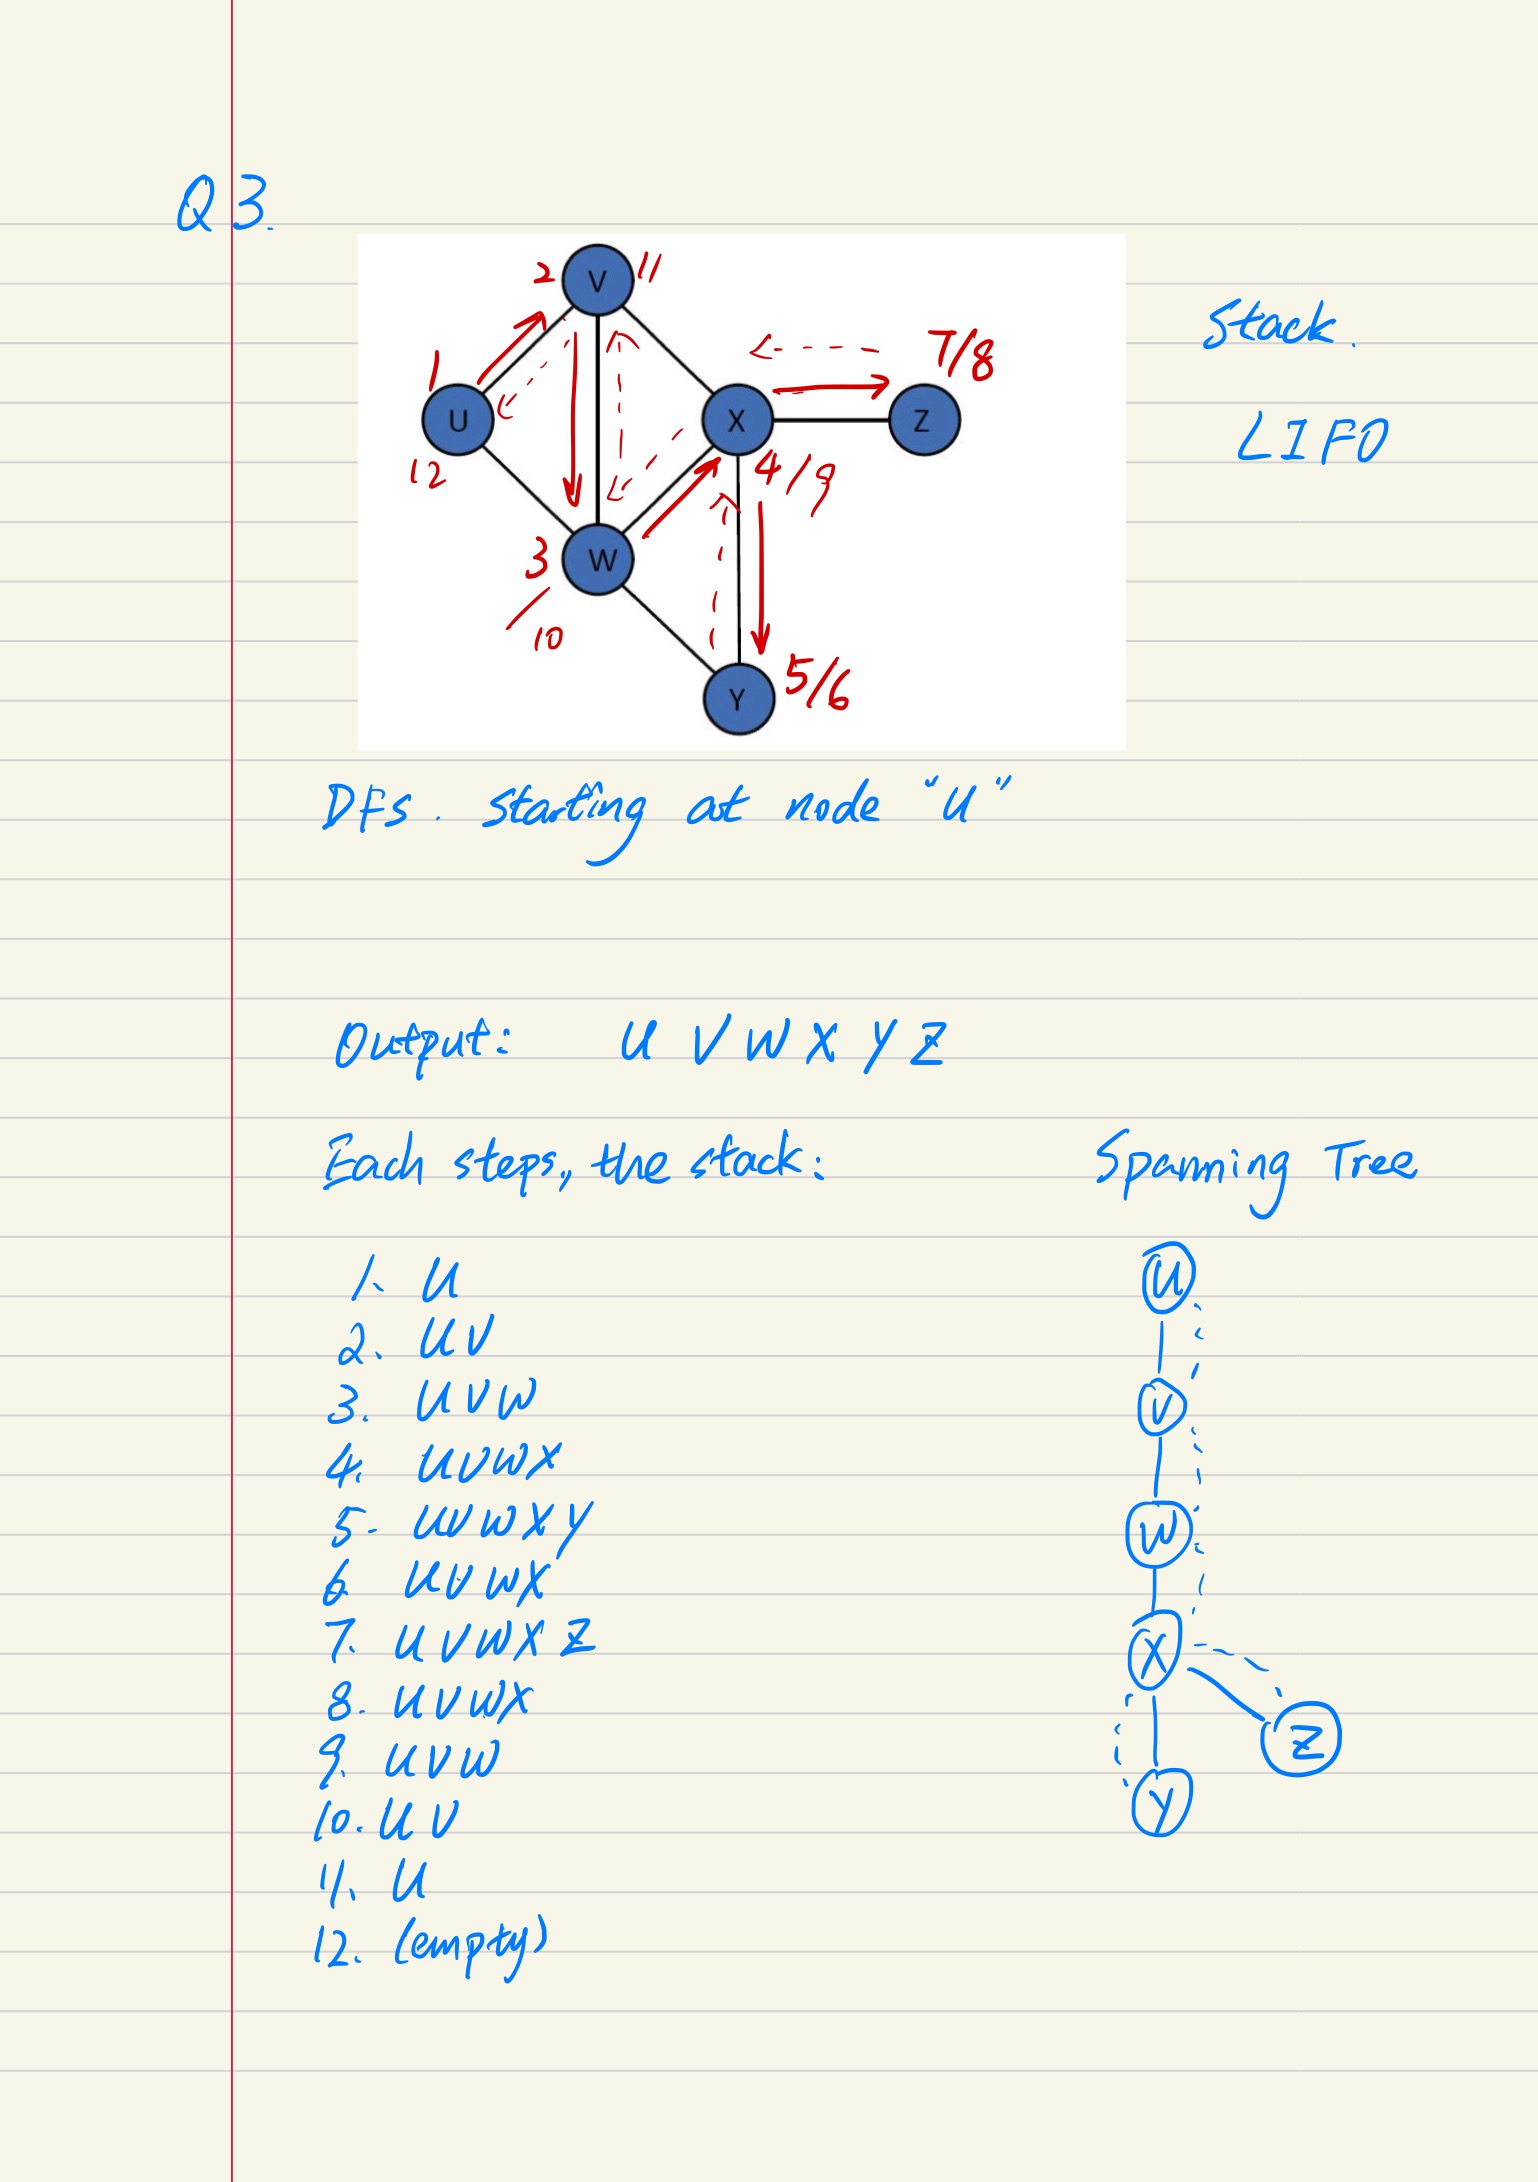 Q3.
2 V 11
Stack.
1
7/8
U
X
Z
LIFO
12
4/9
3 W
10
5/6
Y
DFS. starting at node "U"
Output: U V W X Y Z
Each steps, the stack:
Spanning Tree
1. U
2. UV
3. UVW
4. UVWX
5. UVWXY
6 UVWX
7. UVWXZ
8. UVWX
9. UVW
10. UV
11. U
12. (empty)
U
V
W
X
Z
Y